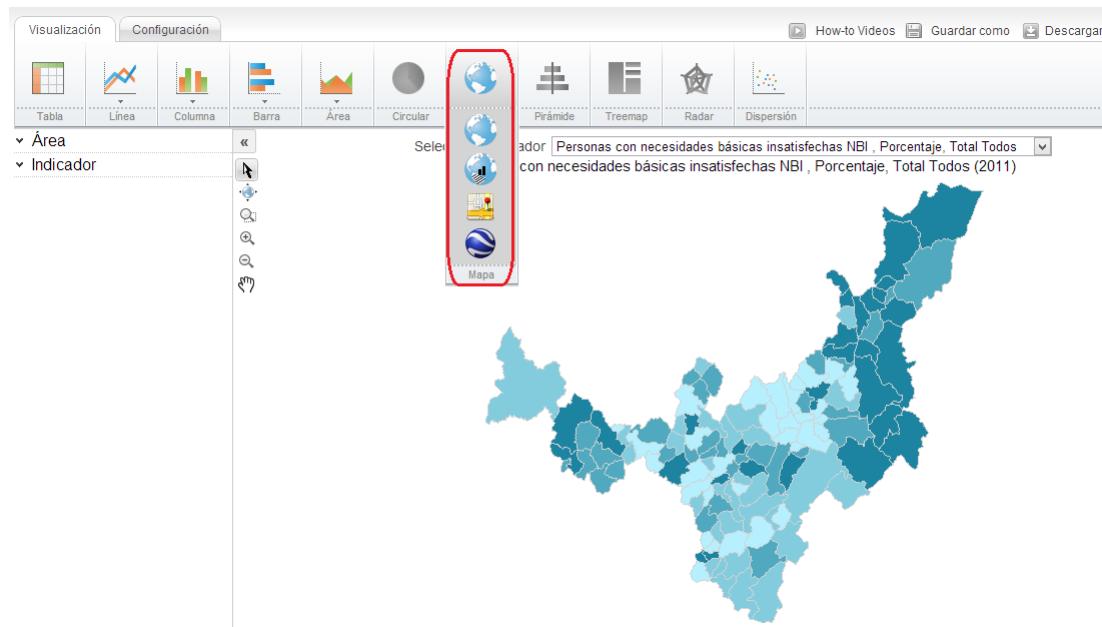 Visualización
Configuración
How-to Videos
Guardar como
Descargar
Tabla
Línea
Columna
Barra
Área
Circular
Pirámide
Treemap
Radar
Dispersión
Área
Indicador
Mapa
Personas con necesidades básicas insatisfechas NBI , Porcentaje, Total Todos
con necesidades básicas insatisfechas NBI , Porcentaje, Total Todos (2011)